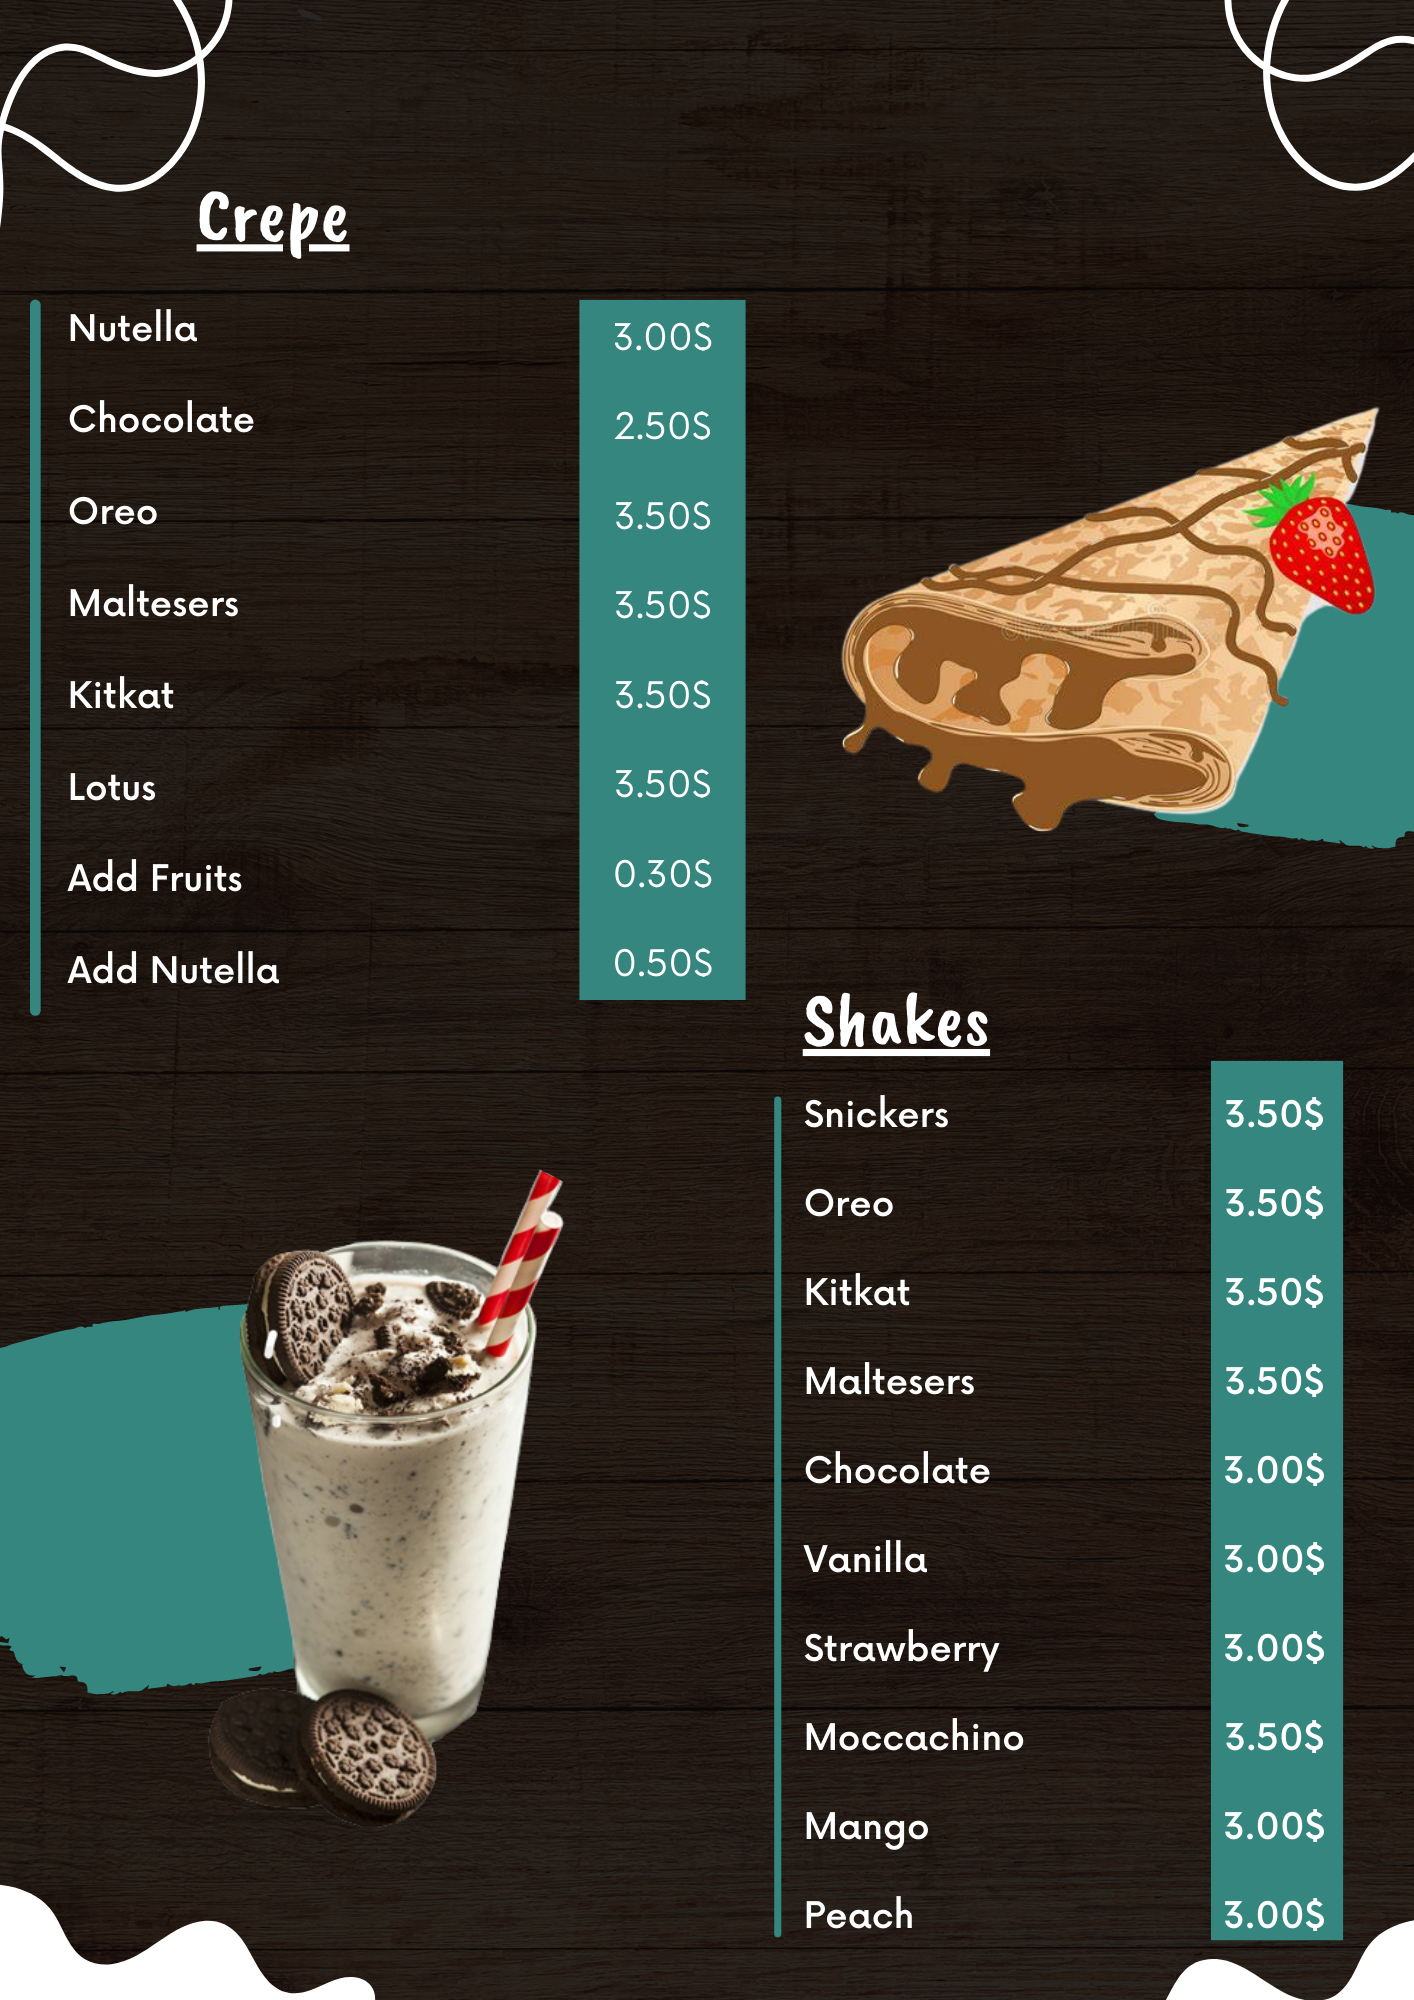 Crepe
Nutella 3.00$
Chocolate 2.50$
Oreo 3.50$
Maltesers 3.50$
Kitkat 3.50$
Lotus 3.50$
Add Fruits 0.30$
Add Nutella 0.50$
Shakes
Snickers 3.50$
Oreo 3.50$
Kitkat 3.50$
Maltesers 3.50$
Chocolate 3.00$
Vanilla 3.00$
Strawberry 3.00$
Moccachino 3.50$
Mango 3.00$
Peach 3.00$